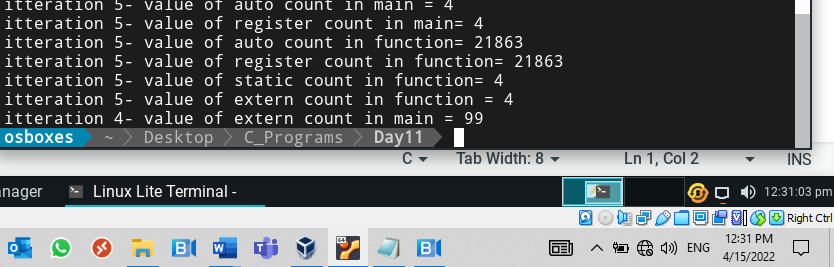 itteration 5- value of auto count in main = 4
itteration 5- value of register count in main= 4
itteration 5- value of auto count in function= 21863
itteration 5- value of register count in function= 21863
itteration 5- value of static count in function= 4
itteration 5- value of extern count in function = 4
itteration 4- value of extern count in main = 99
osboxes ~ Desktop C_Programs Day11
C Tab Width: 8 Ln 1, Col 2 INS
nager Linux Lite Terminal - 12:31:03 pm
Right Ctrl
ENG 12:31 PM
4/15/2022